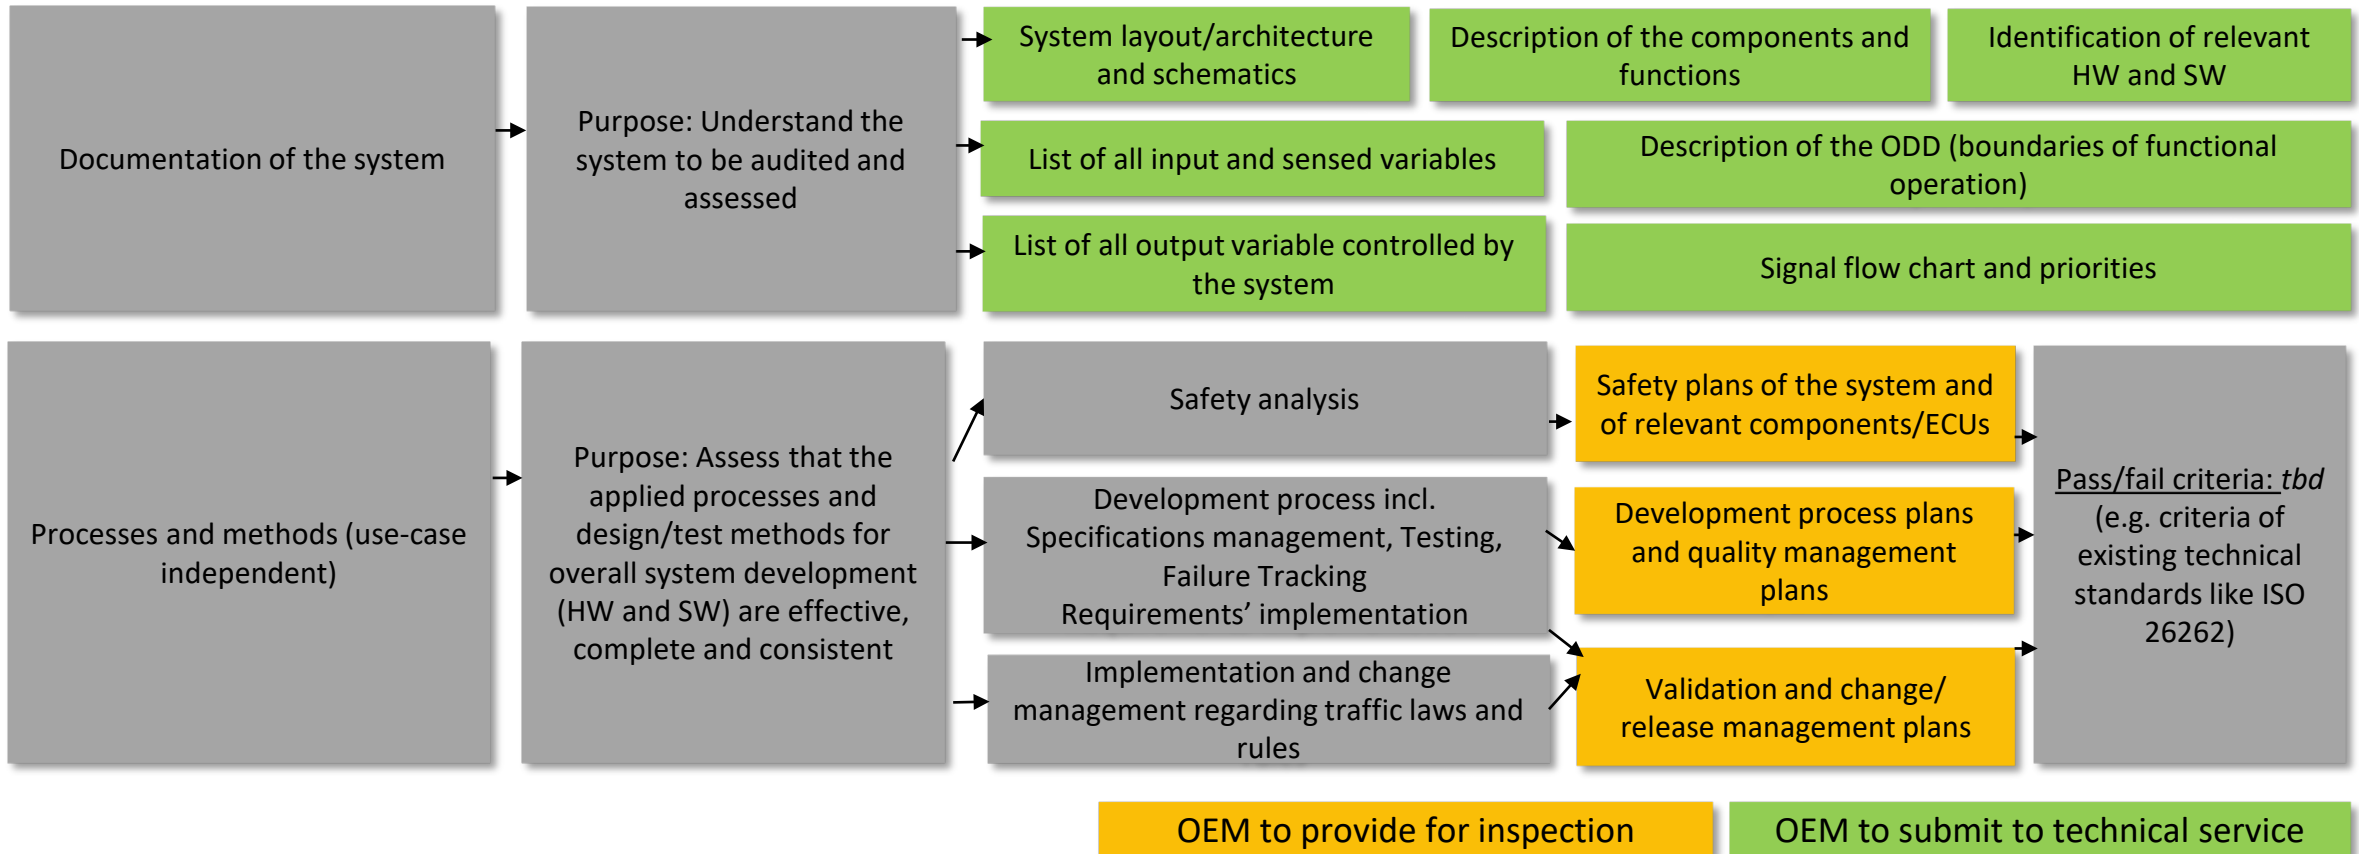 Documentation of the system
Purpose: Understand the
system to be audited and
assessed
System layout/architecture
and schematics
Description of the components and
functions
Identification of relevant
HW and SW
List of all input and sensed variables
Description of the ODD (boundaries of functional
operation)
List of all output variable controlled by
the system
Signal flow chart and priorities
Processes and methods (use-case
independent)
Purpose: Assess that the
applied processes and
design/test methods for
overall system development
(HW and SW) are effective,
complete and consistent
Safety analysis
Development process incl.
Specifications management, Testing,
Failure Tracking
Requirements’ implementation
Implementation and change
management regarding traffic laws and
rules
Safety plans of the system and
of relevant components/ECUs
Development process plans
and quality management
plans
Validation and change/
release management plans
Pass/fail criteria: tbd
(e.g. criteria of
existing technical
standards like ISO
26262)
OEM to provide for inspection
OEM to submit to technical service